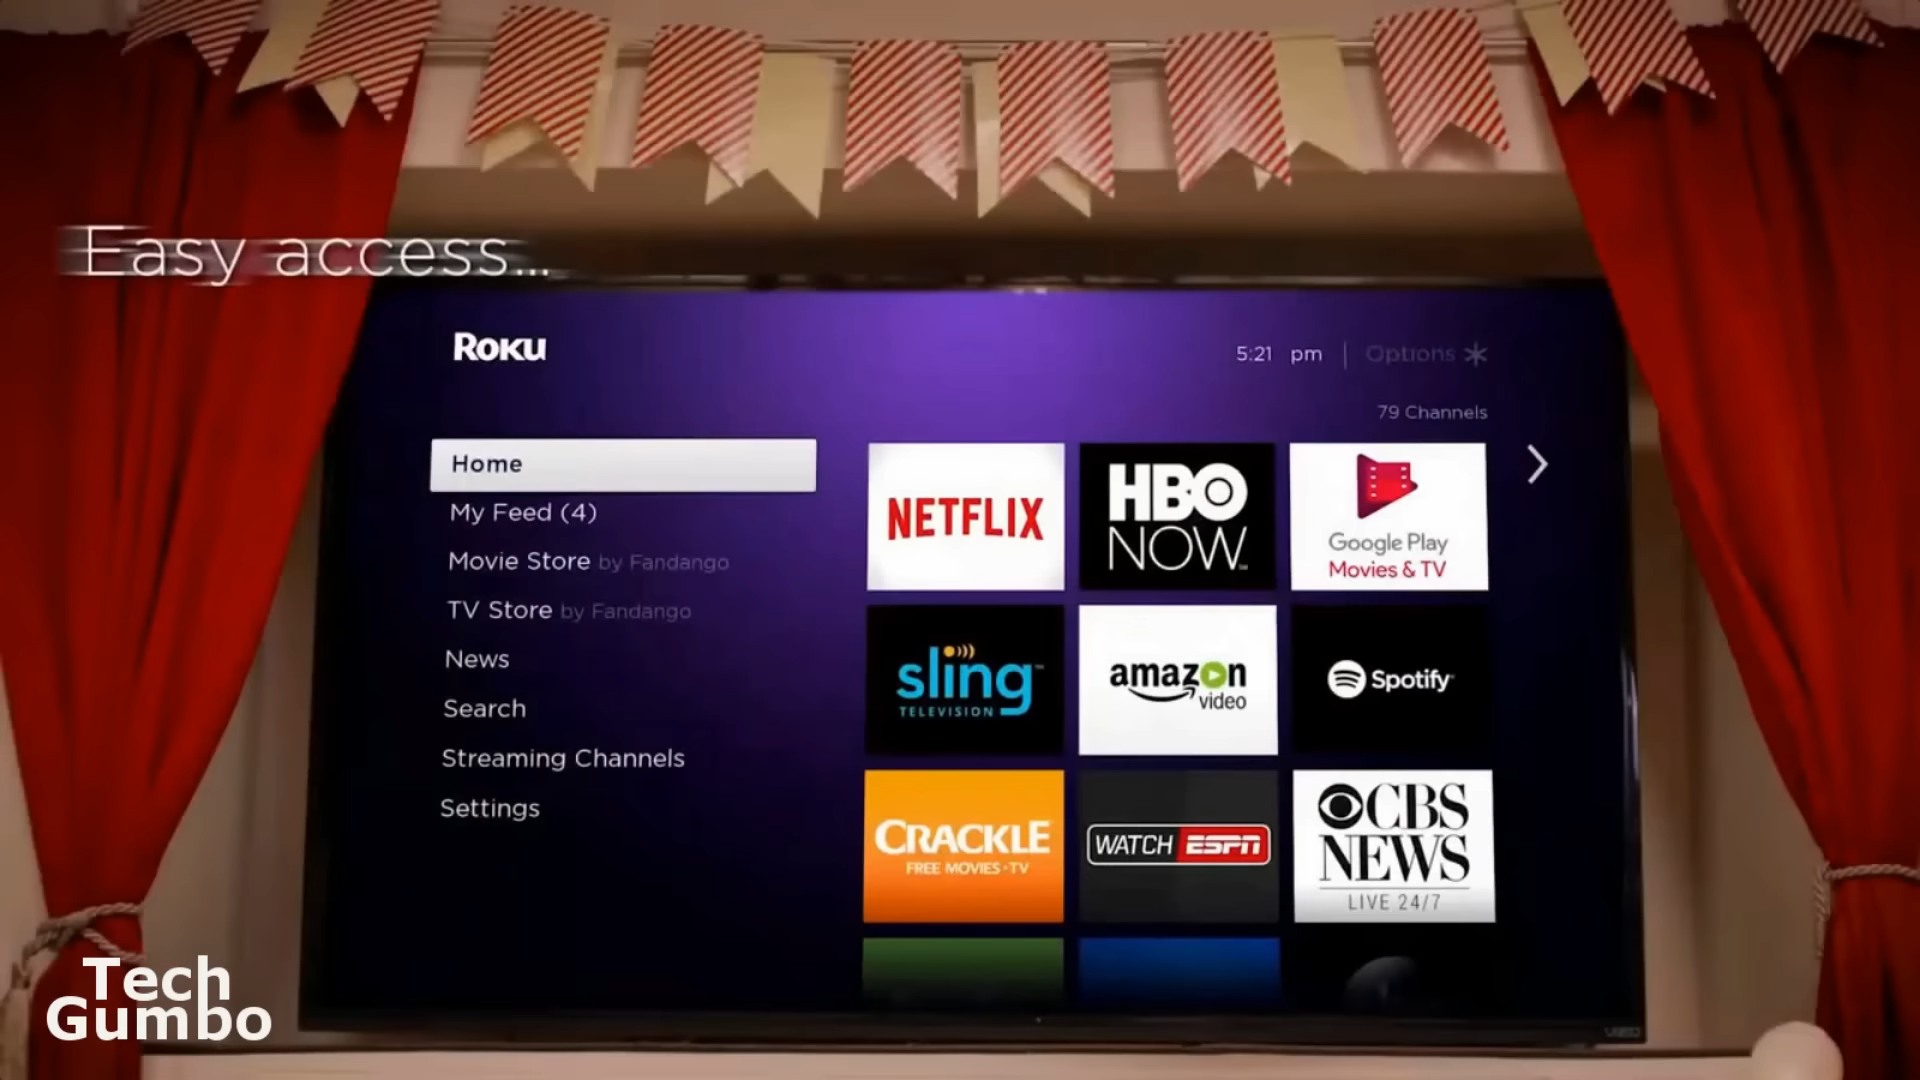 Easy access...
Roku
5:21 pm | Options *
79 Channels
Home
My Feed (4)
Movie Store by Fandango
TV Store by Fandango
News
Search
Streaming Channels
Settings
NETFLIX
HBO
NOW
Google Play
Movies & TV
sling
TELEVISION
amazon
video
Spotify
CRACKLE
FREE MOVIES • TV
WATCH ESPN
CBS
NEWS
LIVE 24/7
VIZIO
Tech
Gumbo